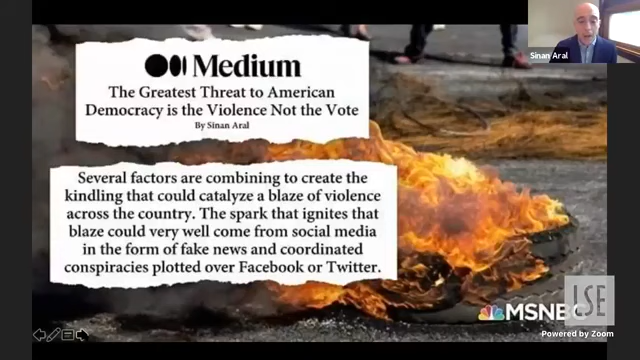 Medium
The Greatest Threat to American
Democracy is the Violence Not the Vote
By Sinan Aral
Several factors are combining to create the
kindling that could catalyze a blaze of violence
across the country. The spark that ignites that
blaze could very well come from social media
in the form of fake news and coordinated
conspiracies plotted over Facebook or Twitter.
Sinan Aral
MSNBC
LSE
Powered by Zoom